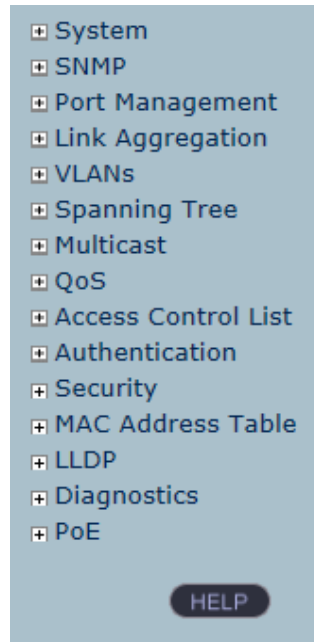 System
SNMP
Port Management
Link Aggregation
VLANs
Spanning Tree
Multicast
QoS
Access Control List
Authentication
Security
MAC Address Table
LLDP
Diagnostics
PoE
HELP